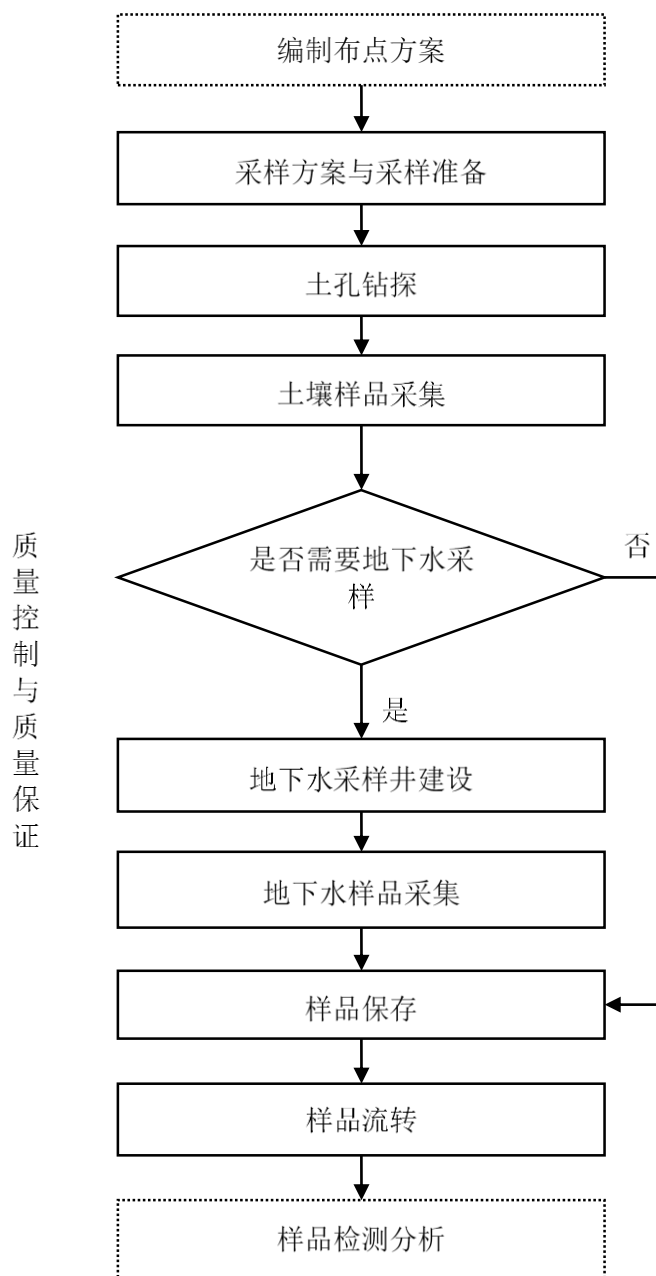 编制布点方案
采样方案与采样准备
土孔钻探
土壤样品采集
质量控制与质量保证
是否需要地下水采
样
否
是
地下水采样井建设
地下水样品采集
样品保存
样品流转
样品检测分析